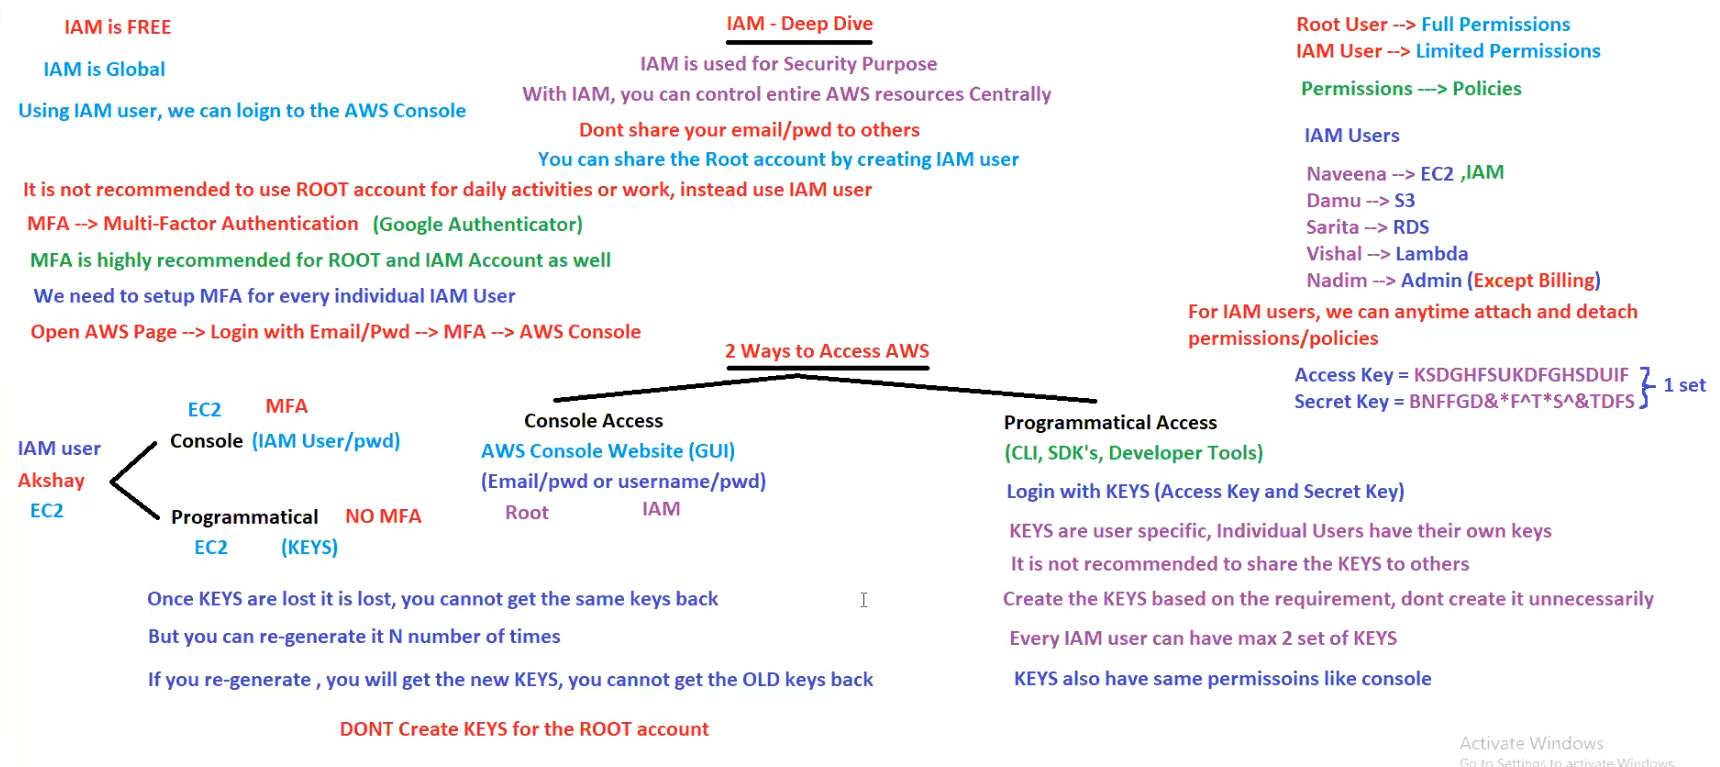 IAM is FREE
IAM is Global
Using IAM user, we can loign to the AWS Console
IAM - Deep Dive
IAM is used for Security Purpose
With IAM, you can control entire AWS resources Centrally
Dont share your email/pwd to others
You can share the Root account by creating IAM user
It is not recommended to use ROOT account for daily activities or work, instead use IAM user
MFA --> Multi-Factor Authentication (Google Authenticator)
MFA is highly recommended for ROOT and IAM Account as well
We need to setup MFA for every individual IAM User
Open AWS Page --> Login with Email/Pwd --> MFA --> AWS Console
Root User --> Full Permissions
IAM User --> Limited Permissions
Permissions ---> Policies
IAM Users
Naveena --> EC2 ,IAM
Damu --> S3
Sarita --> RDS
Vishal --> Lambda
Nadim --> Admin (Except Billing)
For IAM users, we can anytime attach and detach
permissions/policies
Access Key = KSDGHFSUKDFGHSDUIF
Secret Key = BNFFGD&*F^T*S^&TDFS
1 set
2 Ways to Access AWS
EC2 MFA
Console (IAM User/pwd)
IAM user
Akshay
EC2
Programmatical NO MFA
EC2 (KEYS)
Console Access
AWS Console Website (GUI)
(Email/pwd or username/pwd)
Root IAM
Programmatical Access
(CLI, SDK's, Developer Tools)
Login with KEYS (Access Key and Secret Key)
KEYS are user specific, Individual Users have their own keys
It is not recommended to share the KEYS to others
Create the KEYS based on the requirement, dont create it unnecessarily
Every IAM user can have max 2 set of KEYS
KEYS also have same permissoins like console
Once KEYS are lost it is lost, you cannot get the same keys back
But you can re-generate it N number of times
If you re-generate , you will get the new KEYS, you cannot get the OLD keys back
DONT Create KEYS for the ROOT account
Activate Windows
Go to Settings to activate Windows.